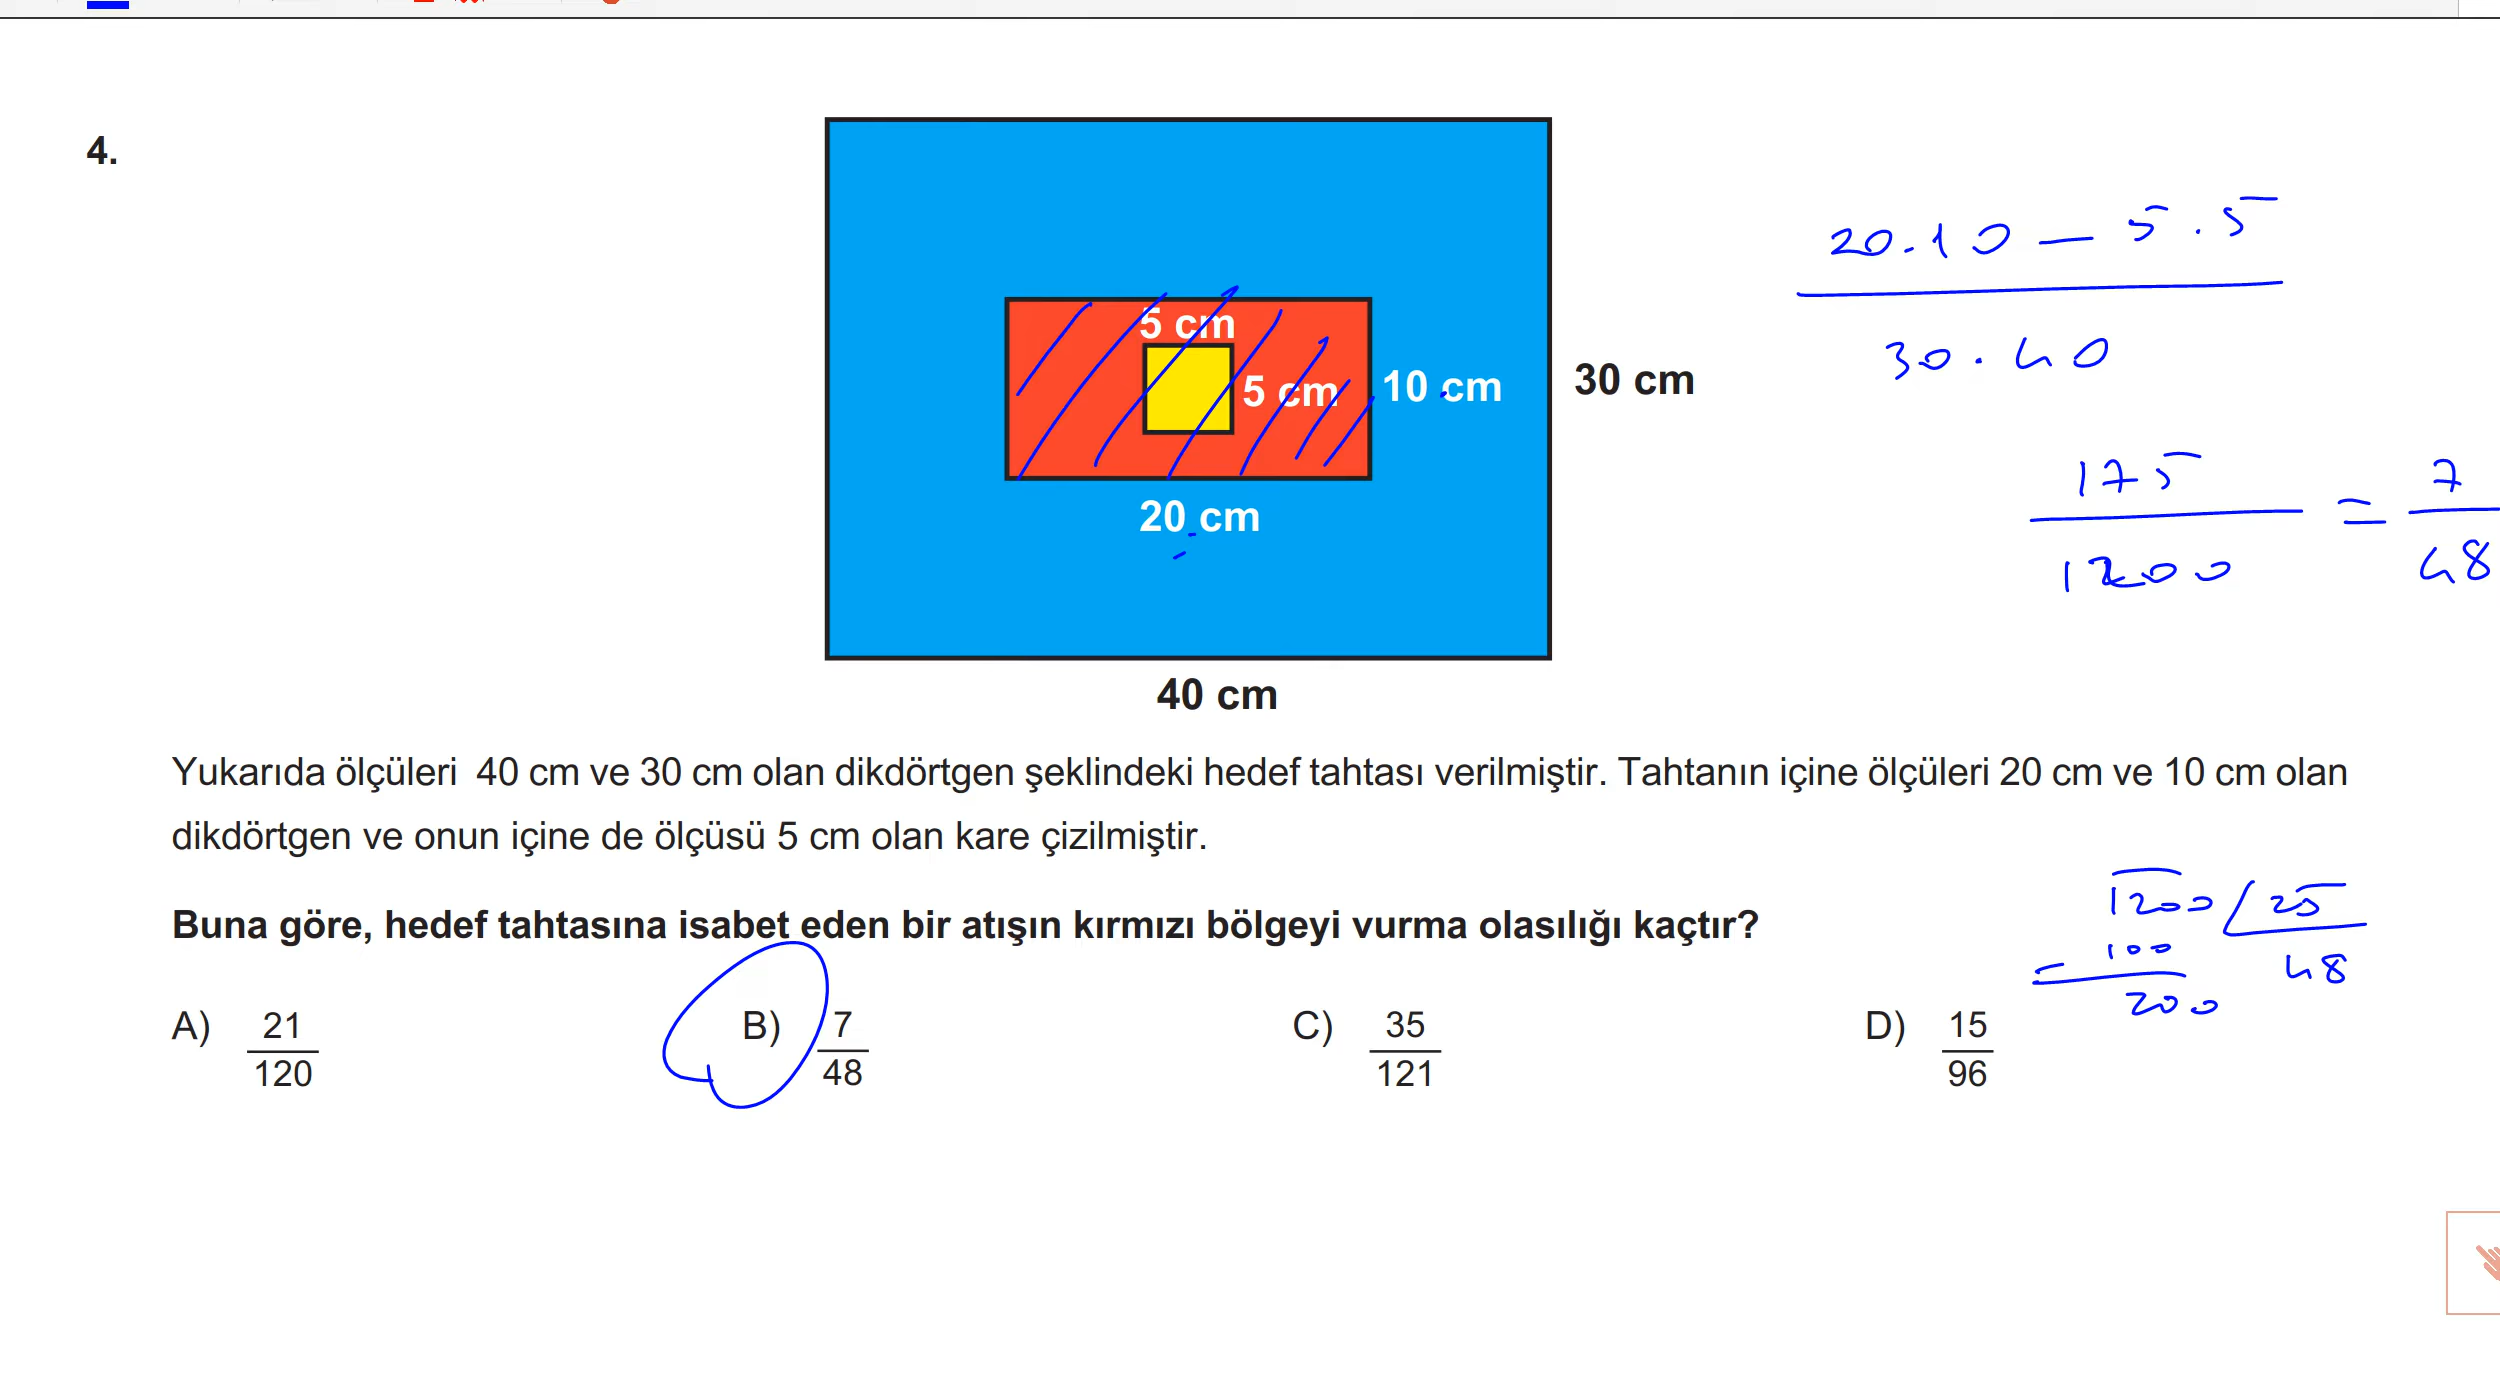 4.
20.10 — 5.5
30.40
5 cm
5 cm
10 cm
30 cm
175
1200
=
7
48
20 cm
40 cm
Yukarıda ölçüleri 40 cm ve 30 cm olan dikdörtgen şeklindeki hedef tahtası verilmiştir. Tahtanın içine ölçüleri 20 cm ve 10 cm olan
dikdörtgen ve onun içine de ölçüsü 5 cm olan kare çizilmiştir.
1200 / 25
100
48
200
Buna göre, hedef tahtasına isabet eden bir atışın kırmızı bölgeyi vurma olasılığı kaçtır?
A) 21/120
B) 7/48
C) 35/121
D) 15/96